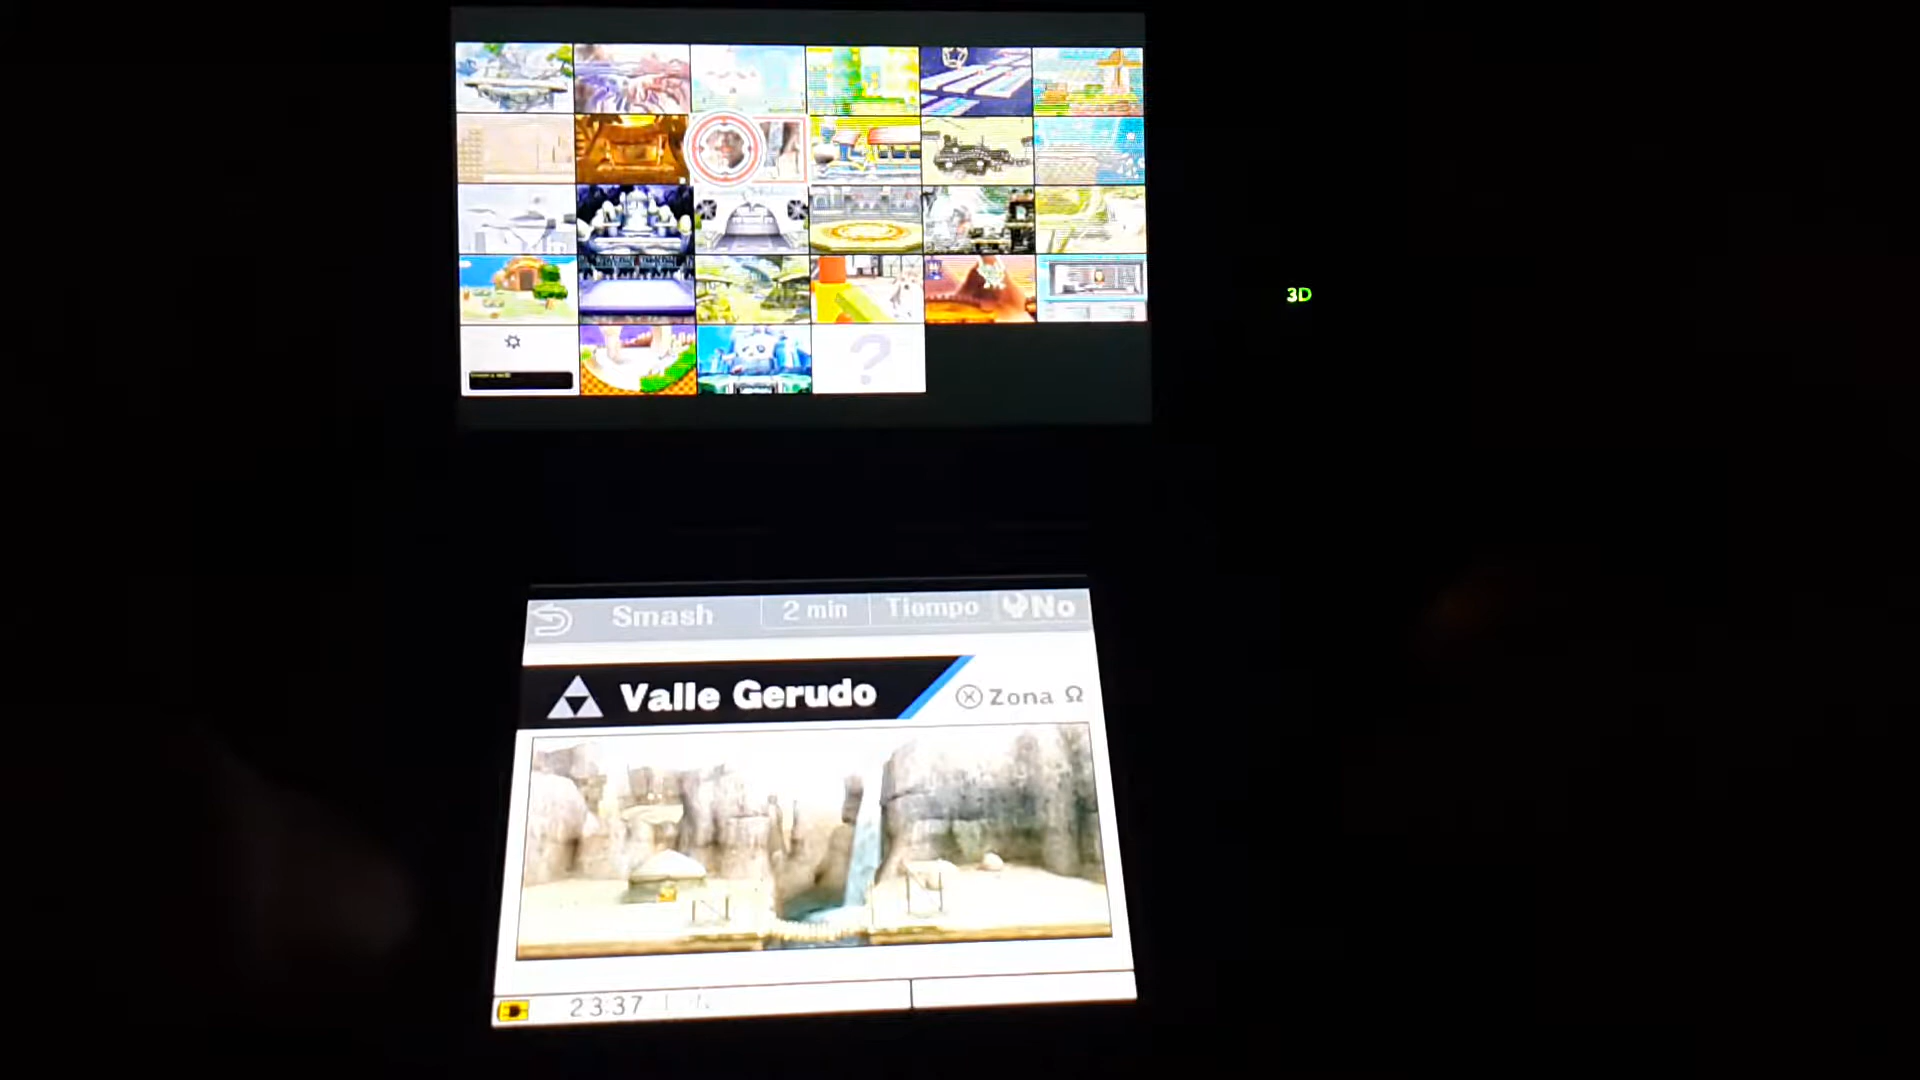 ?
3D
Smash 2 min Tiempo No
Valle Gerudo Ⓧ Zona Ω
23:37